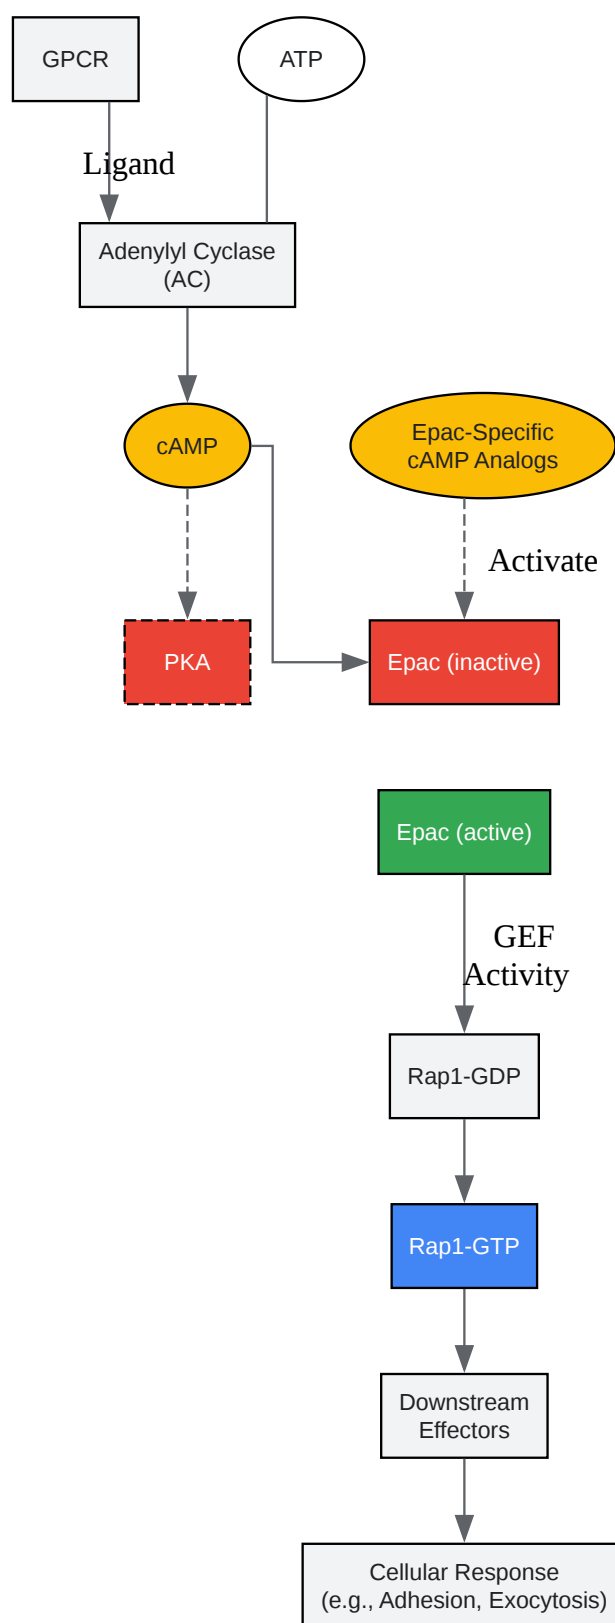 GPCR
ATP
Ligand
Adenylyl Cyclase
(AC)
cAMP
Epac-Specific
cAMP Analogs
Activate
PKA
Epac (inactive)
Epac (active)
GEF
Activity
Rap1-GDP
Rap1-GTP
Downstream
Effectors
Cellular Response
(e.g., Adhesion, Exocytosis)